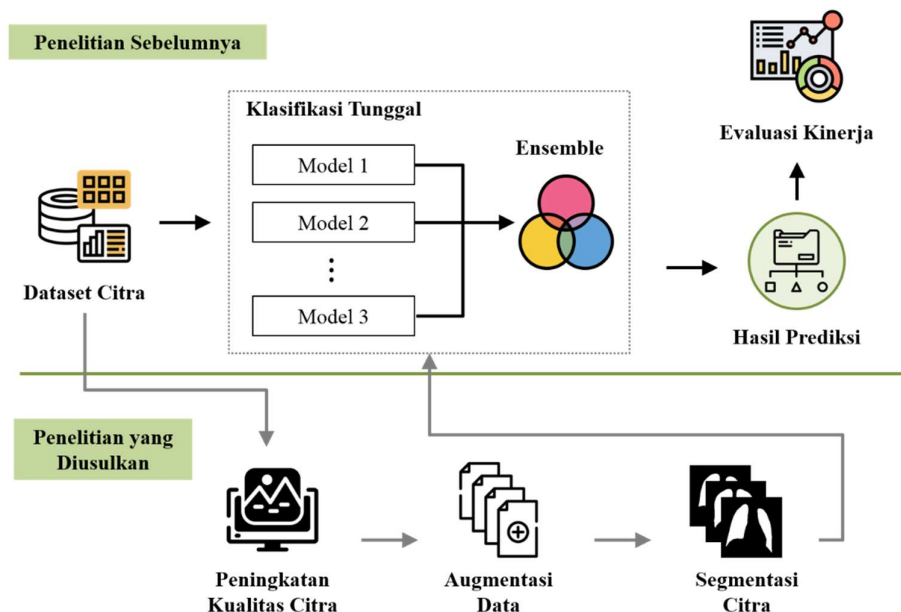 Penelitian Sebelumnya
Klasifikasi Tunggal
Model 1
Model 2
Model 3
Ensemble
Evaluasi Kinerja
Dataset Citra
Hasil Prediksi
Penelitian yang
Diusulkan
Peningkatan
Kualitas Citra
Augmentasi
Data
Segmentasi
Citra